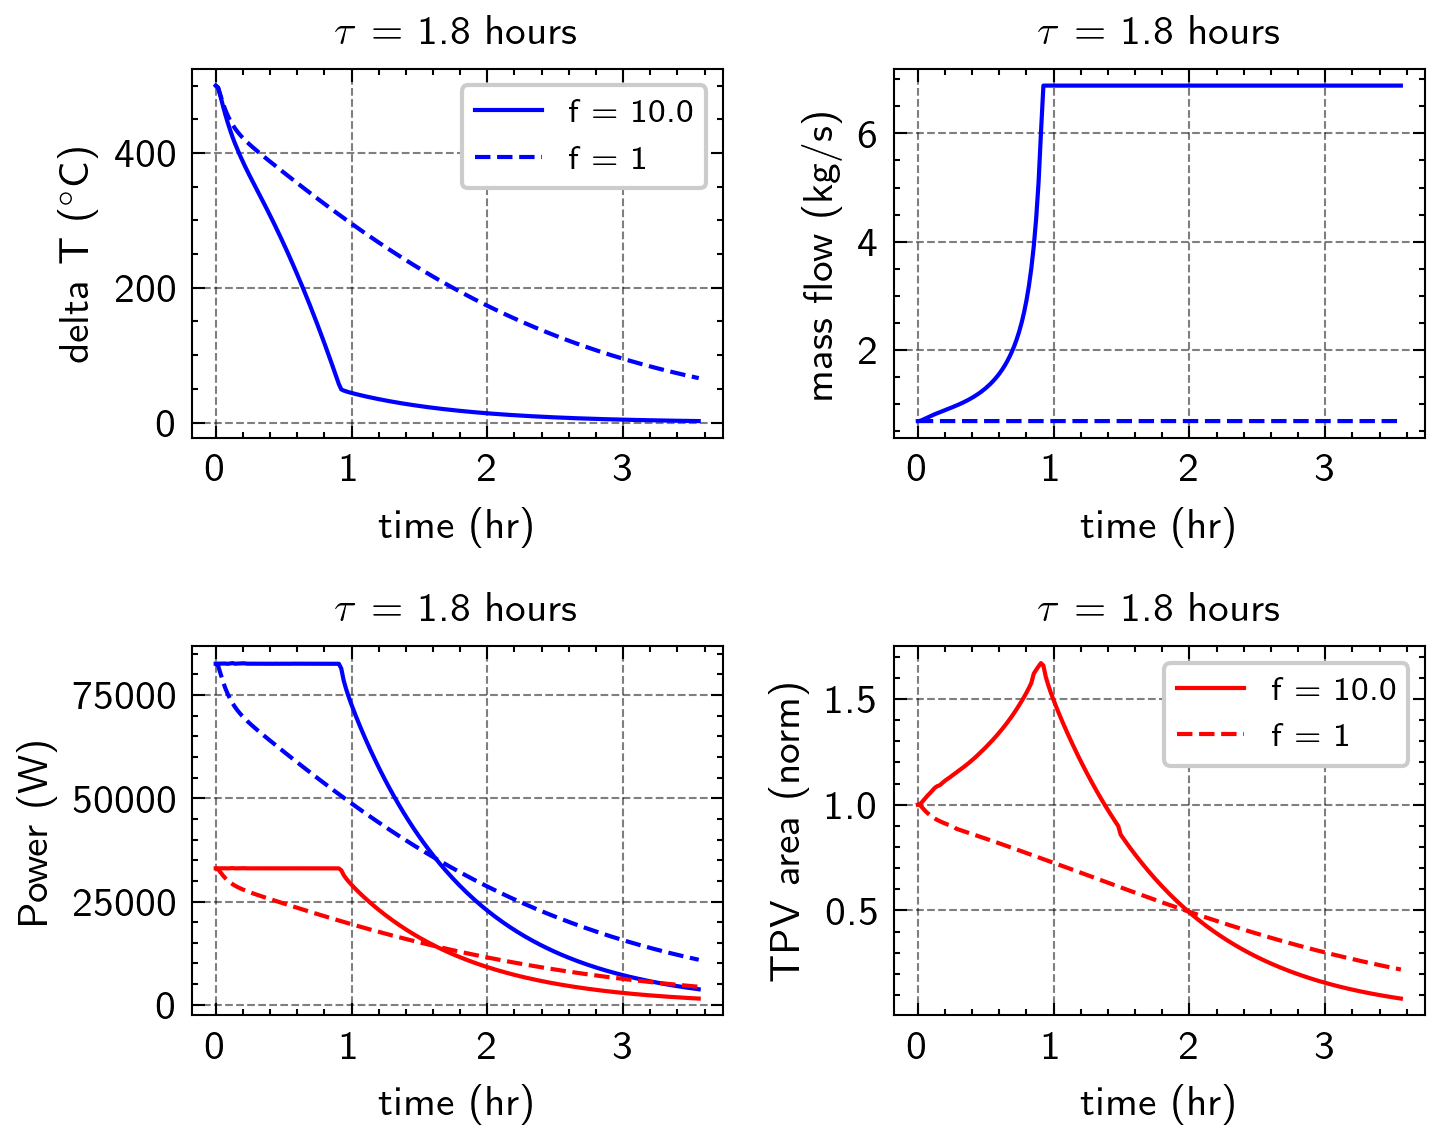 τ = 1.8 hours
delta T (°C)
400
200
0
f = 10.0
f = 1
0 1 2 3
time (hr)
τ = 1.8 hours
mass flow (kg/s)
6
4
2
0 1 2 3
time (hr)
τ = 1.8 hours
Power (W)
75000
50000
25000
0
0 1 2 3
time (hr)
τ = 1.8 hours
TPV area (norm)
1.5
1.0
0.5
f = 10.0
f = 1
0 1 2 3
time (hr)